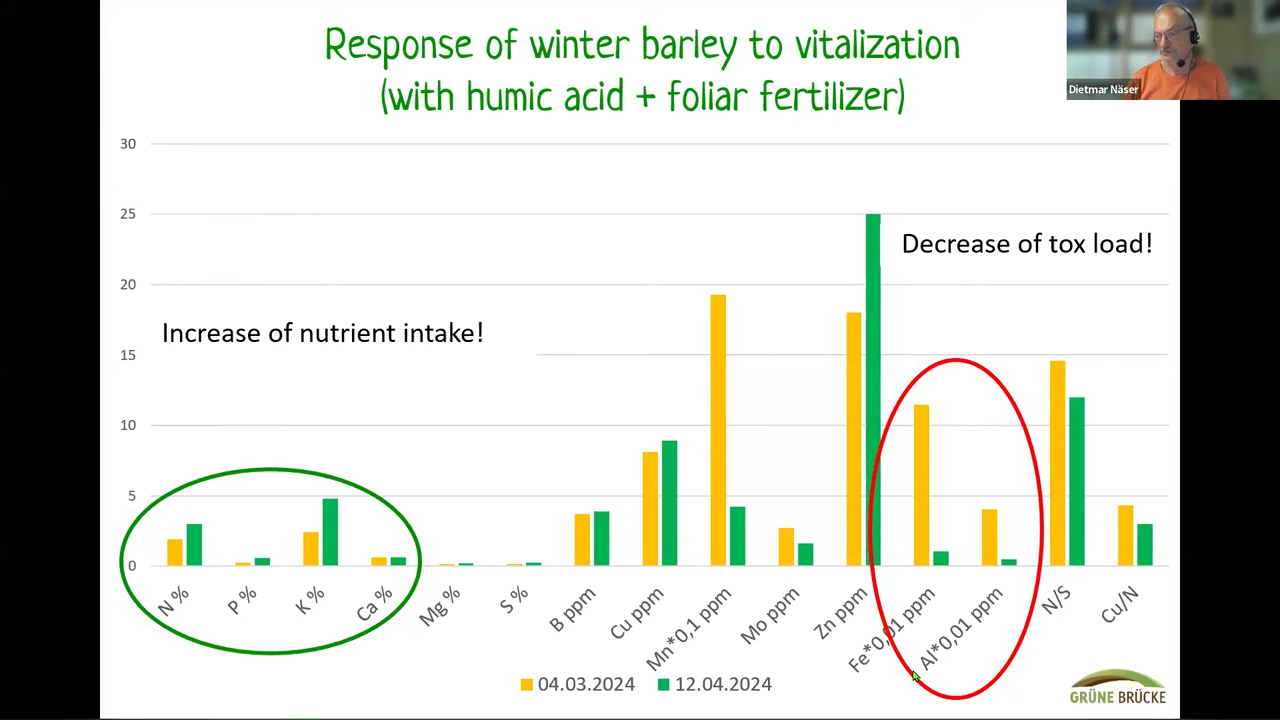 Response of winter barley to vitalization
(with humic acid + foliar fertilizer)
Dietmar Näser
30
25
20
15
10
5
0
Decrease of tox load!
Increase of nutrient intake!
N %
P %
K %
Ca %
Mg %
S %
B ppm
Cu ppm
Mn*0,1 ppm
Mo ppm
Zn ppm
Fe*0,01 ppm
Al*0,01 ppm
N/S
Cu/N
04.03.2024
12.04.2024
GRÜNE BRÜCKE